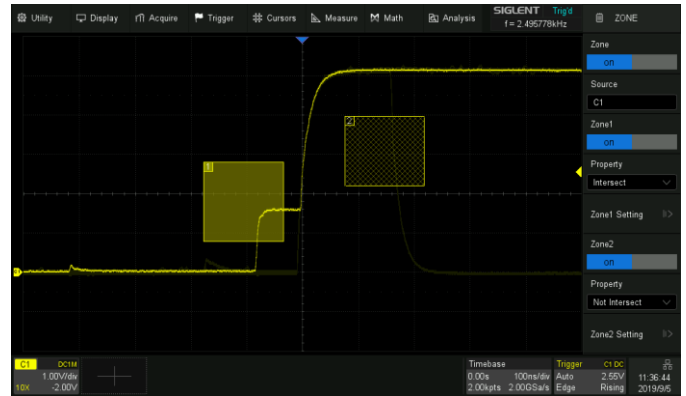 Utility Display Acquire Trigger Cursors Measure Math Analysis
SIGLENT Trig'd
f = 2.495778kHz
ZONE
Zone
on
Source
C1
Zone1
on
Property
Intersect
Zone1 Setting
Zone2
on
Property
Not Intersect
Zone2 Setting
1
2
C1 DC1M
1.00V/div
10X -2.00V
Timebase
0.00s 100ns/div
2.00kpts 2.00GSa/s
Trigger C1 DC
Auto 2.55V
Edge Rising
11:36:44
2019/9/5